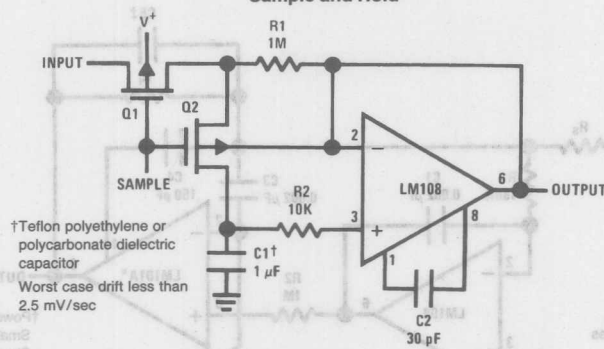 Sample and Hold
V+
R1
1M
INPUT
Q1
Q2
2
−
SAMPLE
LM108
6
OUTPUT
R2
10K
3
+
8
1
†Teflon polyethylene or
polycarbonate dielectric
capacitor
Worst case drift less than
2.5 mV/sec
C1†
1 μF
C2
30 pF